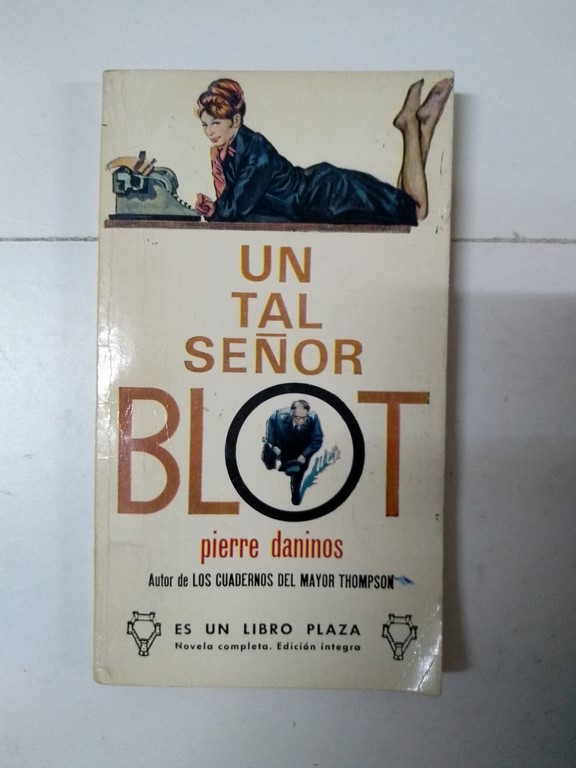 UN
TAL
SEÑOR
BLOT
pierre daninos
Autor de LOS CUADERNOS DEL MAYOR THOMPSON
ES UN LIBRO PLAZA
Novela completa. Edición íntegra